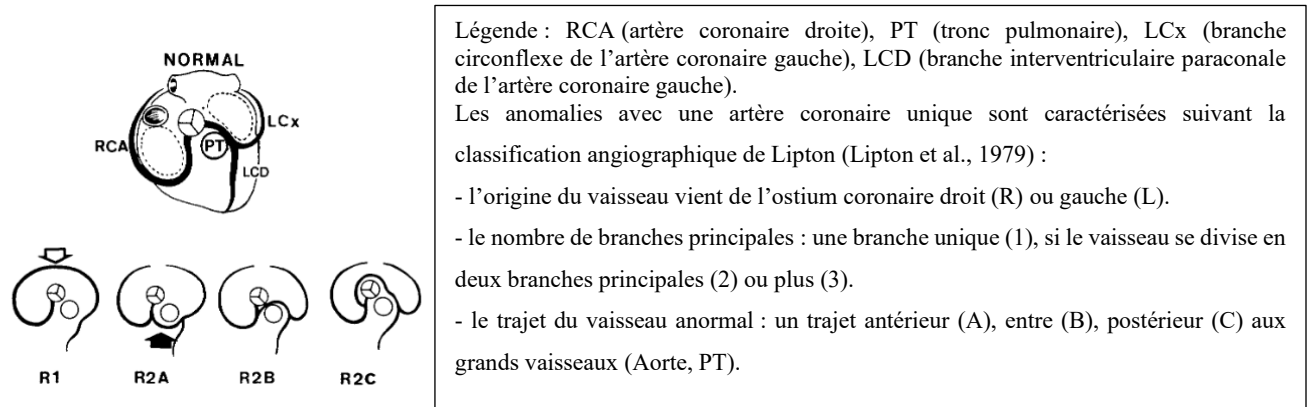 NORMAL
LCx
RCA
PT
LCD
R1 R2A R2B R2C
Légende : RCA (artère coronaire droite), PT (tronc pulmonaire), LCx (branche
circonflexe de l’artère coronaire gauche), LCD (branche interventriculaire paraconale
de l’artère coronaire gauche).
Les anomalies avec une artère coronaire unique sont caractérisées suivant la
classification angiographique de Lipton (Lipton et al., 1979) :
- l’origine du vaisseau vient de l’ostium coronaire droit (R) ou gauche (L).
- le nombre de branches principales : une branche unique (1), si le vaisseau se divise en
deux branches principales (2) ou plus (3).
- le trajet du vaisseau anormal : un trajet antérieur (A), entre (B), postérieur (C) aux
grands vaisseaux (Aorte, PT).